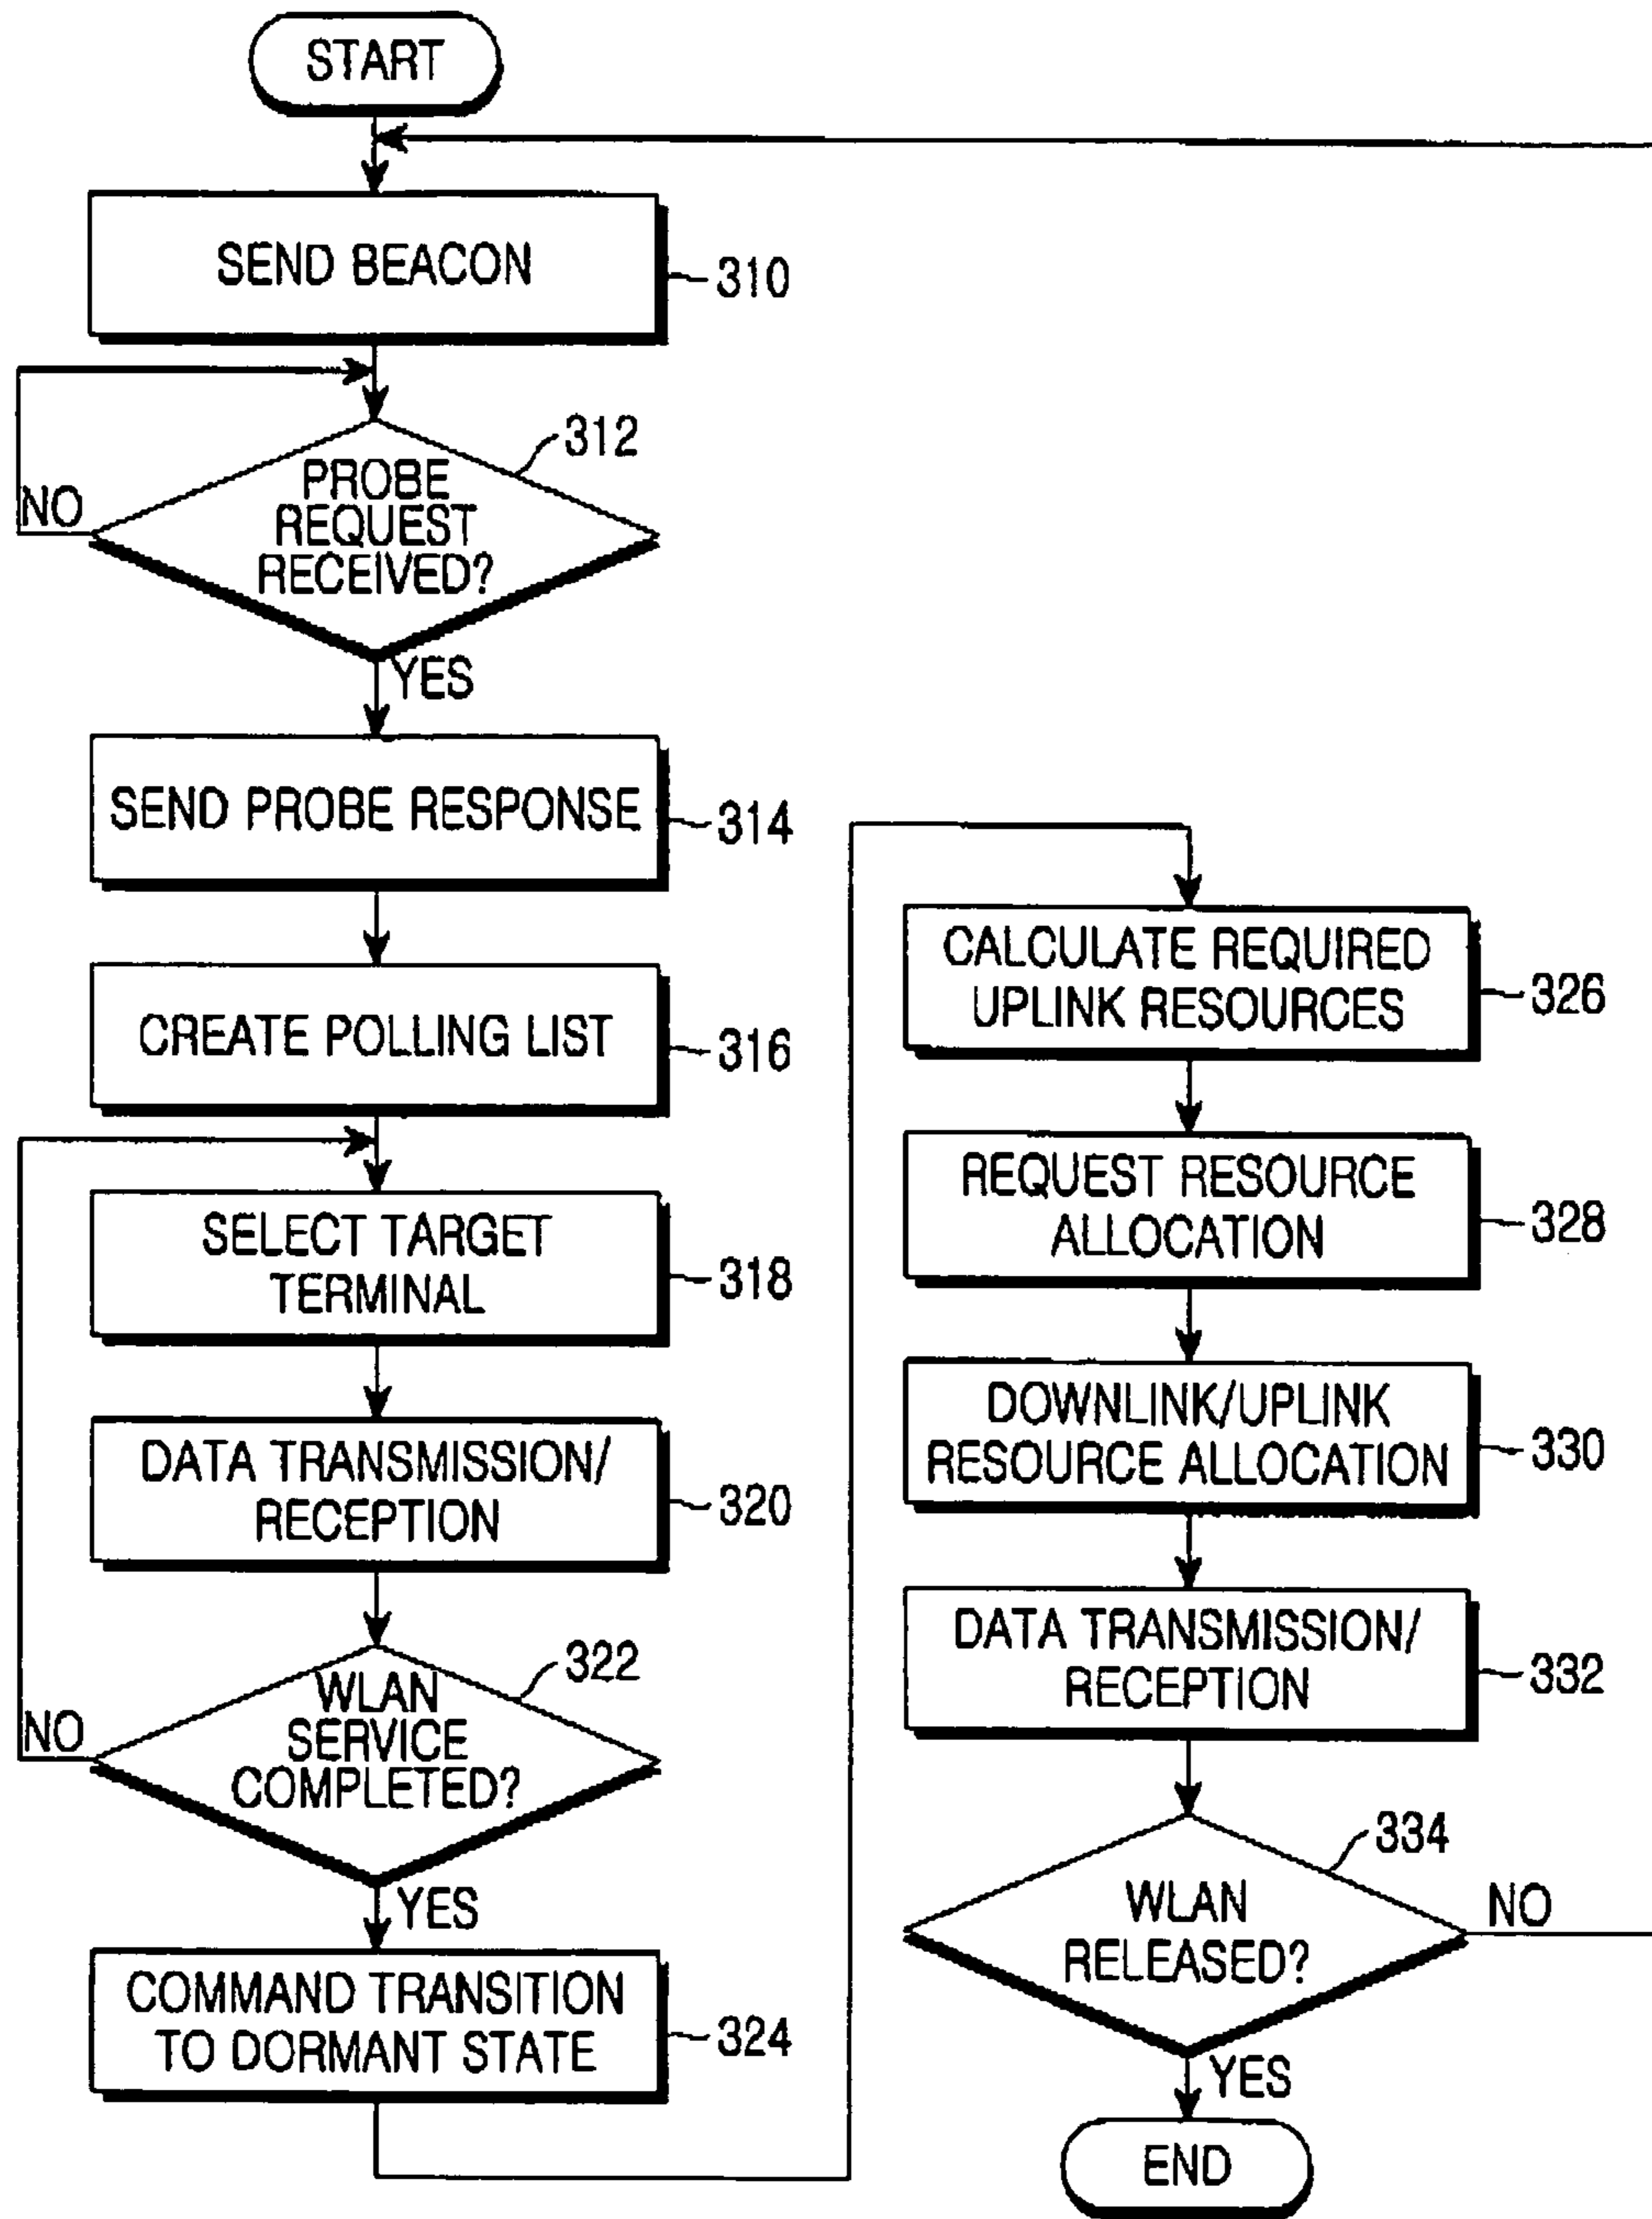 START
SEND BEACON
310
312
PROBE
REQUEST
RECEIVED?
NO
YES
SEND PROBE RESPONSE
314
CREATE POLLING LIST
316
SELECT TARGET
TERMINAL
318
DATA TRANSMISSION/
RECEPTION
320
322
WLAN
SERVICE
COMPLETED?
NO
YES
COMMAND TRANSITION
TO DORMANT STATE
324
CALCULATE REQUIRED
UPLINK RESOURCES
326
REQUEST RESOURCE
ALLOCATION
328
DOWNLINK/UPLINK
RESOURCE ALLOCATION
330
DATA TRANSMISSION/
RECEPTION
332
334
WLAN
RELEASED?
NO
YES
END